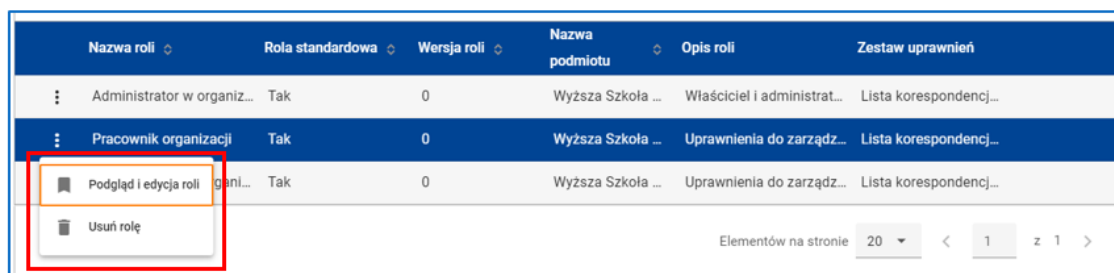 Nazwa roli Rola standardowa Wersja roli Nazwa podmiotu Opis roli Zestaw uprawnień
Administrator w organiz... Tak 0 Wyższa Szkoła ... Właściciel i administrat... Lista korespondencj...
Pracownik organizacji Tak 0 Wyższa Szkoła ... Uprawnienia do zarządz... Lista korespondencj...
Podgląd i edycja roli gani... Tak 0 Wyższa Szkoła ... Uprawnienia do zarządz... Lista korespondencj...
Usuń rolę
Elementów na stronie 20 < 1 z 1 >